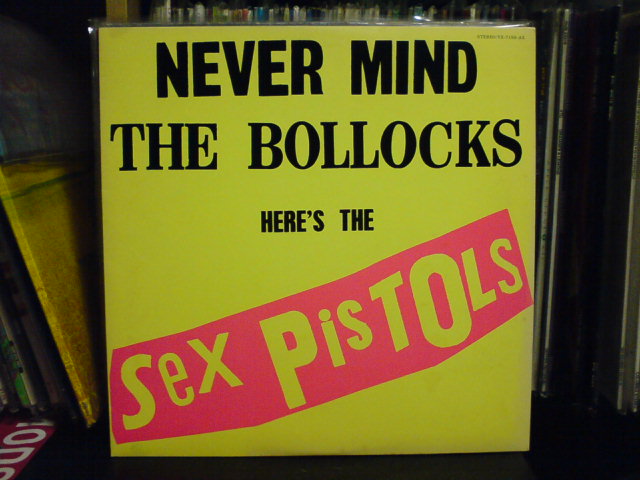 NEVER MIND
THE BOLLOCKS
HERE'S THE
Sex PisTOLs